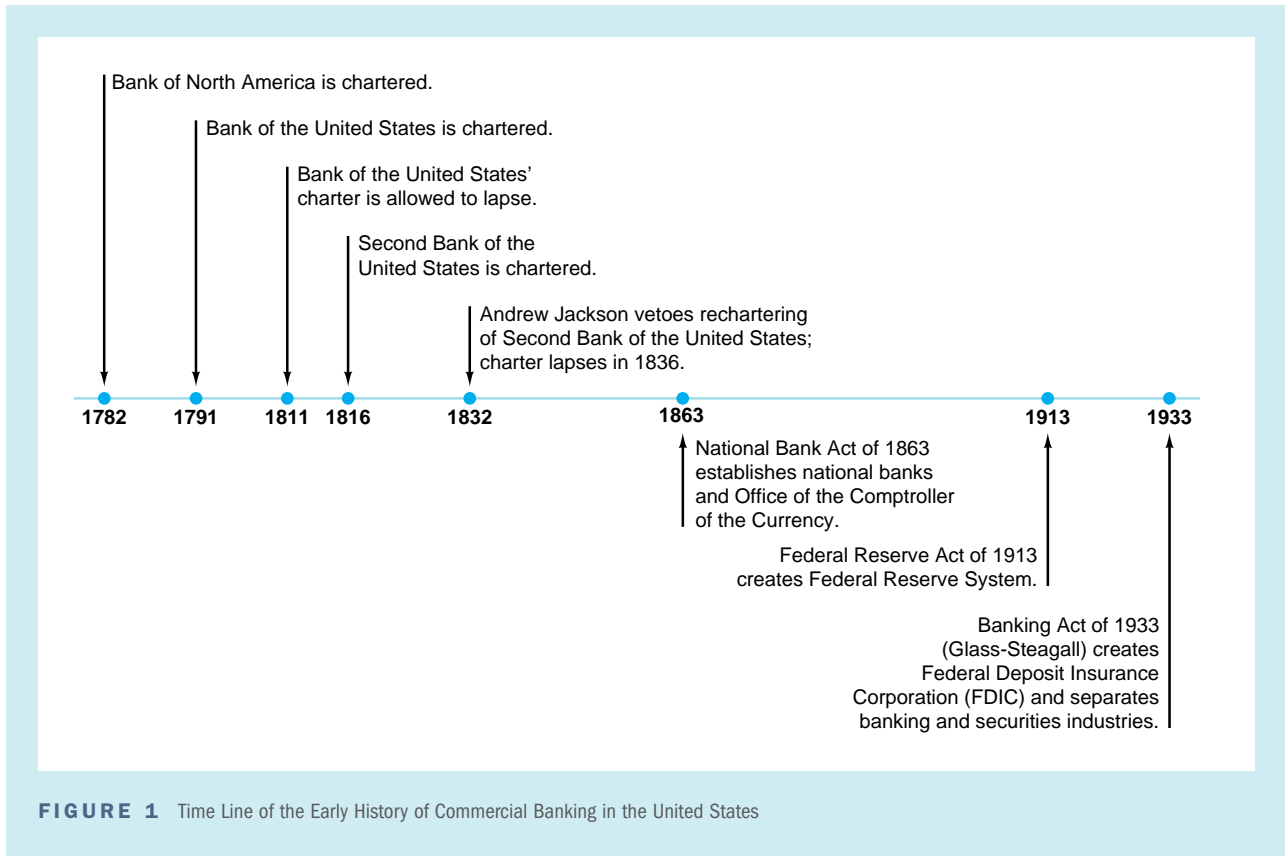 Bank of North America is chartered.
Bank of the United States is chartered.
Bank of the United States’
charter is allowed to lapse.
Second Bank of the
United States is chartered.
Andrew Jackson vetoes rechartering
of Second Bank of the United States;
charter lapses in 1836.
1782 1791 1811 1816 1832 1863 1913 1933
National Bank Act of 1863
establishes national banks
and Office of the Comptroller
of the Currency.
Federal Reserve Act of 1913
creates Federal Reserve System.
Banking Act of 1933
(Glass-Steagall) creates
Federal Deposit Insurance
Corporation (FDIC) and separates
banking and securities industries.
FIGURE 1 Time Line of the Early History of Commercial Banking in the United States